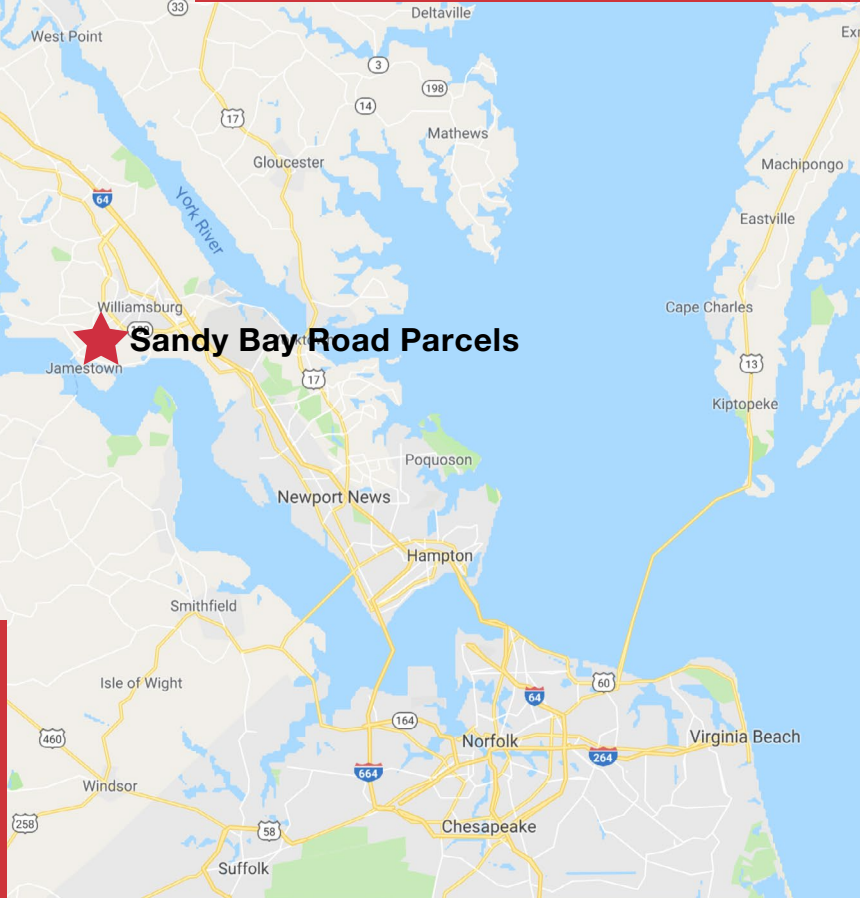 33
Deltaville
West Point
3
198
14
17
Mathews
Gloucester
Machipongo
64
York River
Eastville
Williamsburg
Cape Charles
Sandy Bay Road Parcels
Jamestown
13
17
Kiptopeke
Poquoson
Newport News
Hampton
Smithfield
Isle of Wight
60
64
164
460
Norfolk
Virginia Beach
264
664
Windsor
258
58
Chesapeake
Suffolk